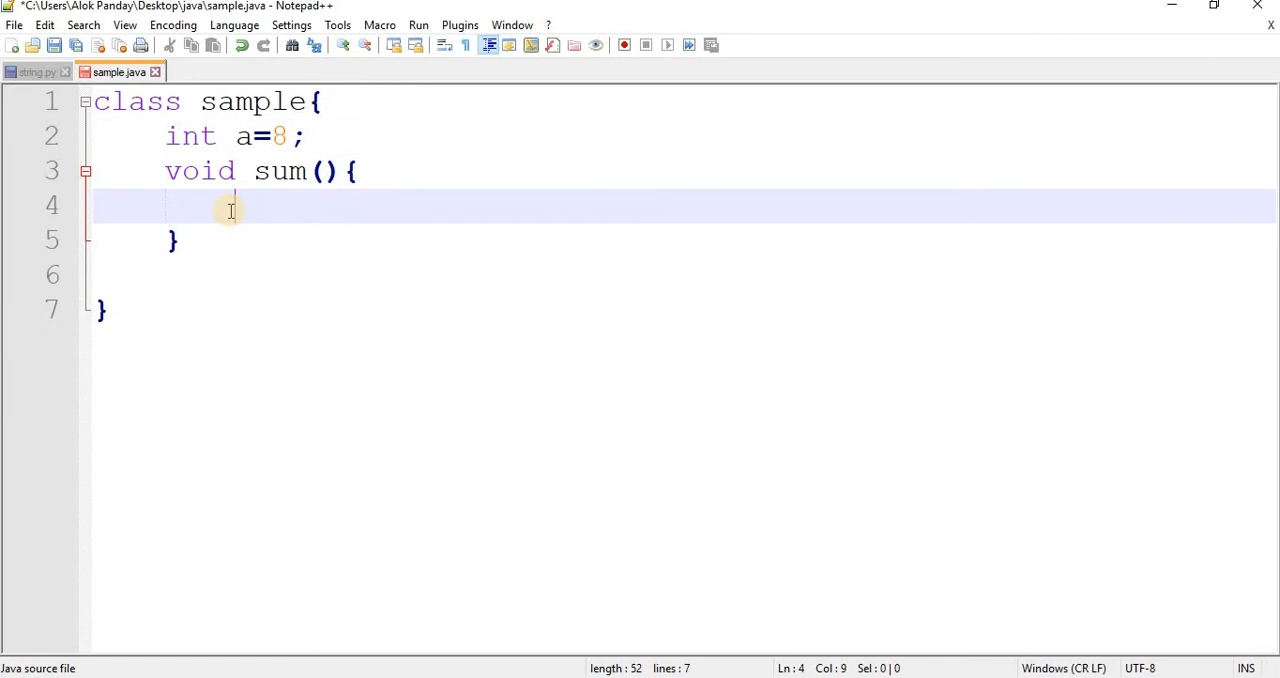 *C:\Users\Alok Panday\Desktop\java\sample.java - Notepad++
File Edit Search View Encoding Language Settings Tools Macro Run Plugins Window ? X
string.py sample.java
1 class sample{
2 int a=8;
3 void sum(){
4
5 }
6
7 }
Java source file length : 52 lines : 7 Ln : 4 Col : 9 Sel : 0 | 0 Windows (CR LF) UTF-8 INS